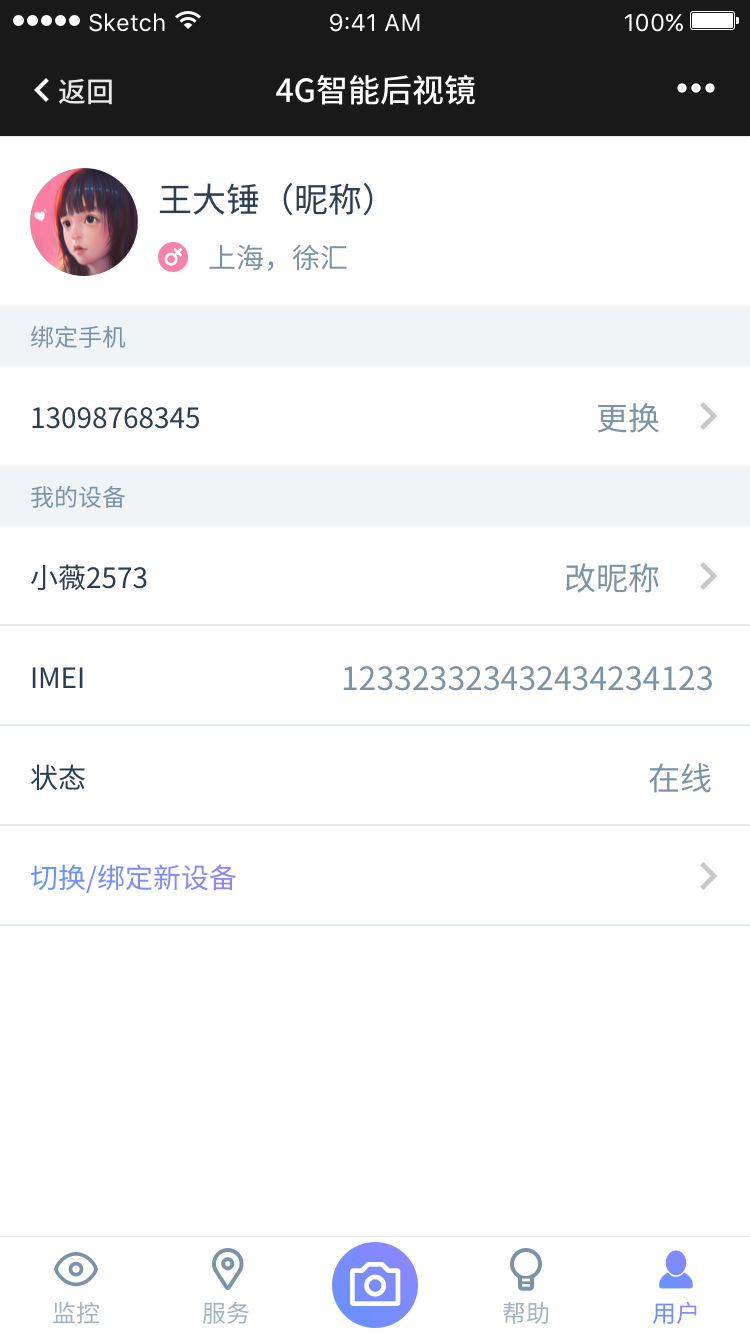 Sketch 9:41 AM 100%
返回 4G智能后视镜
王大锤（昵称）
上海，徐汇
绑定手机
13098768345 更换
我的设备
小薇2573 改昵称
IMEI 123323323432434234123
状态 在线
切换/绑定新设备
监控 服务 帮助 用户